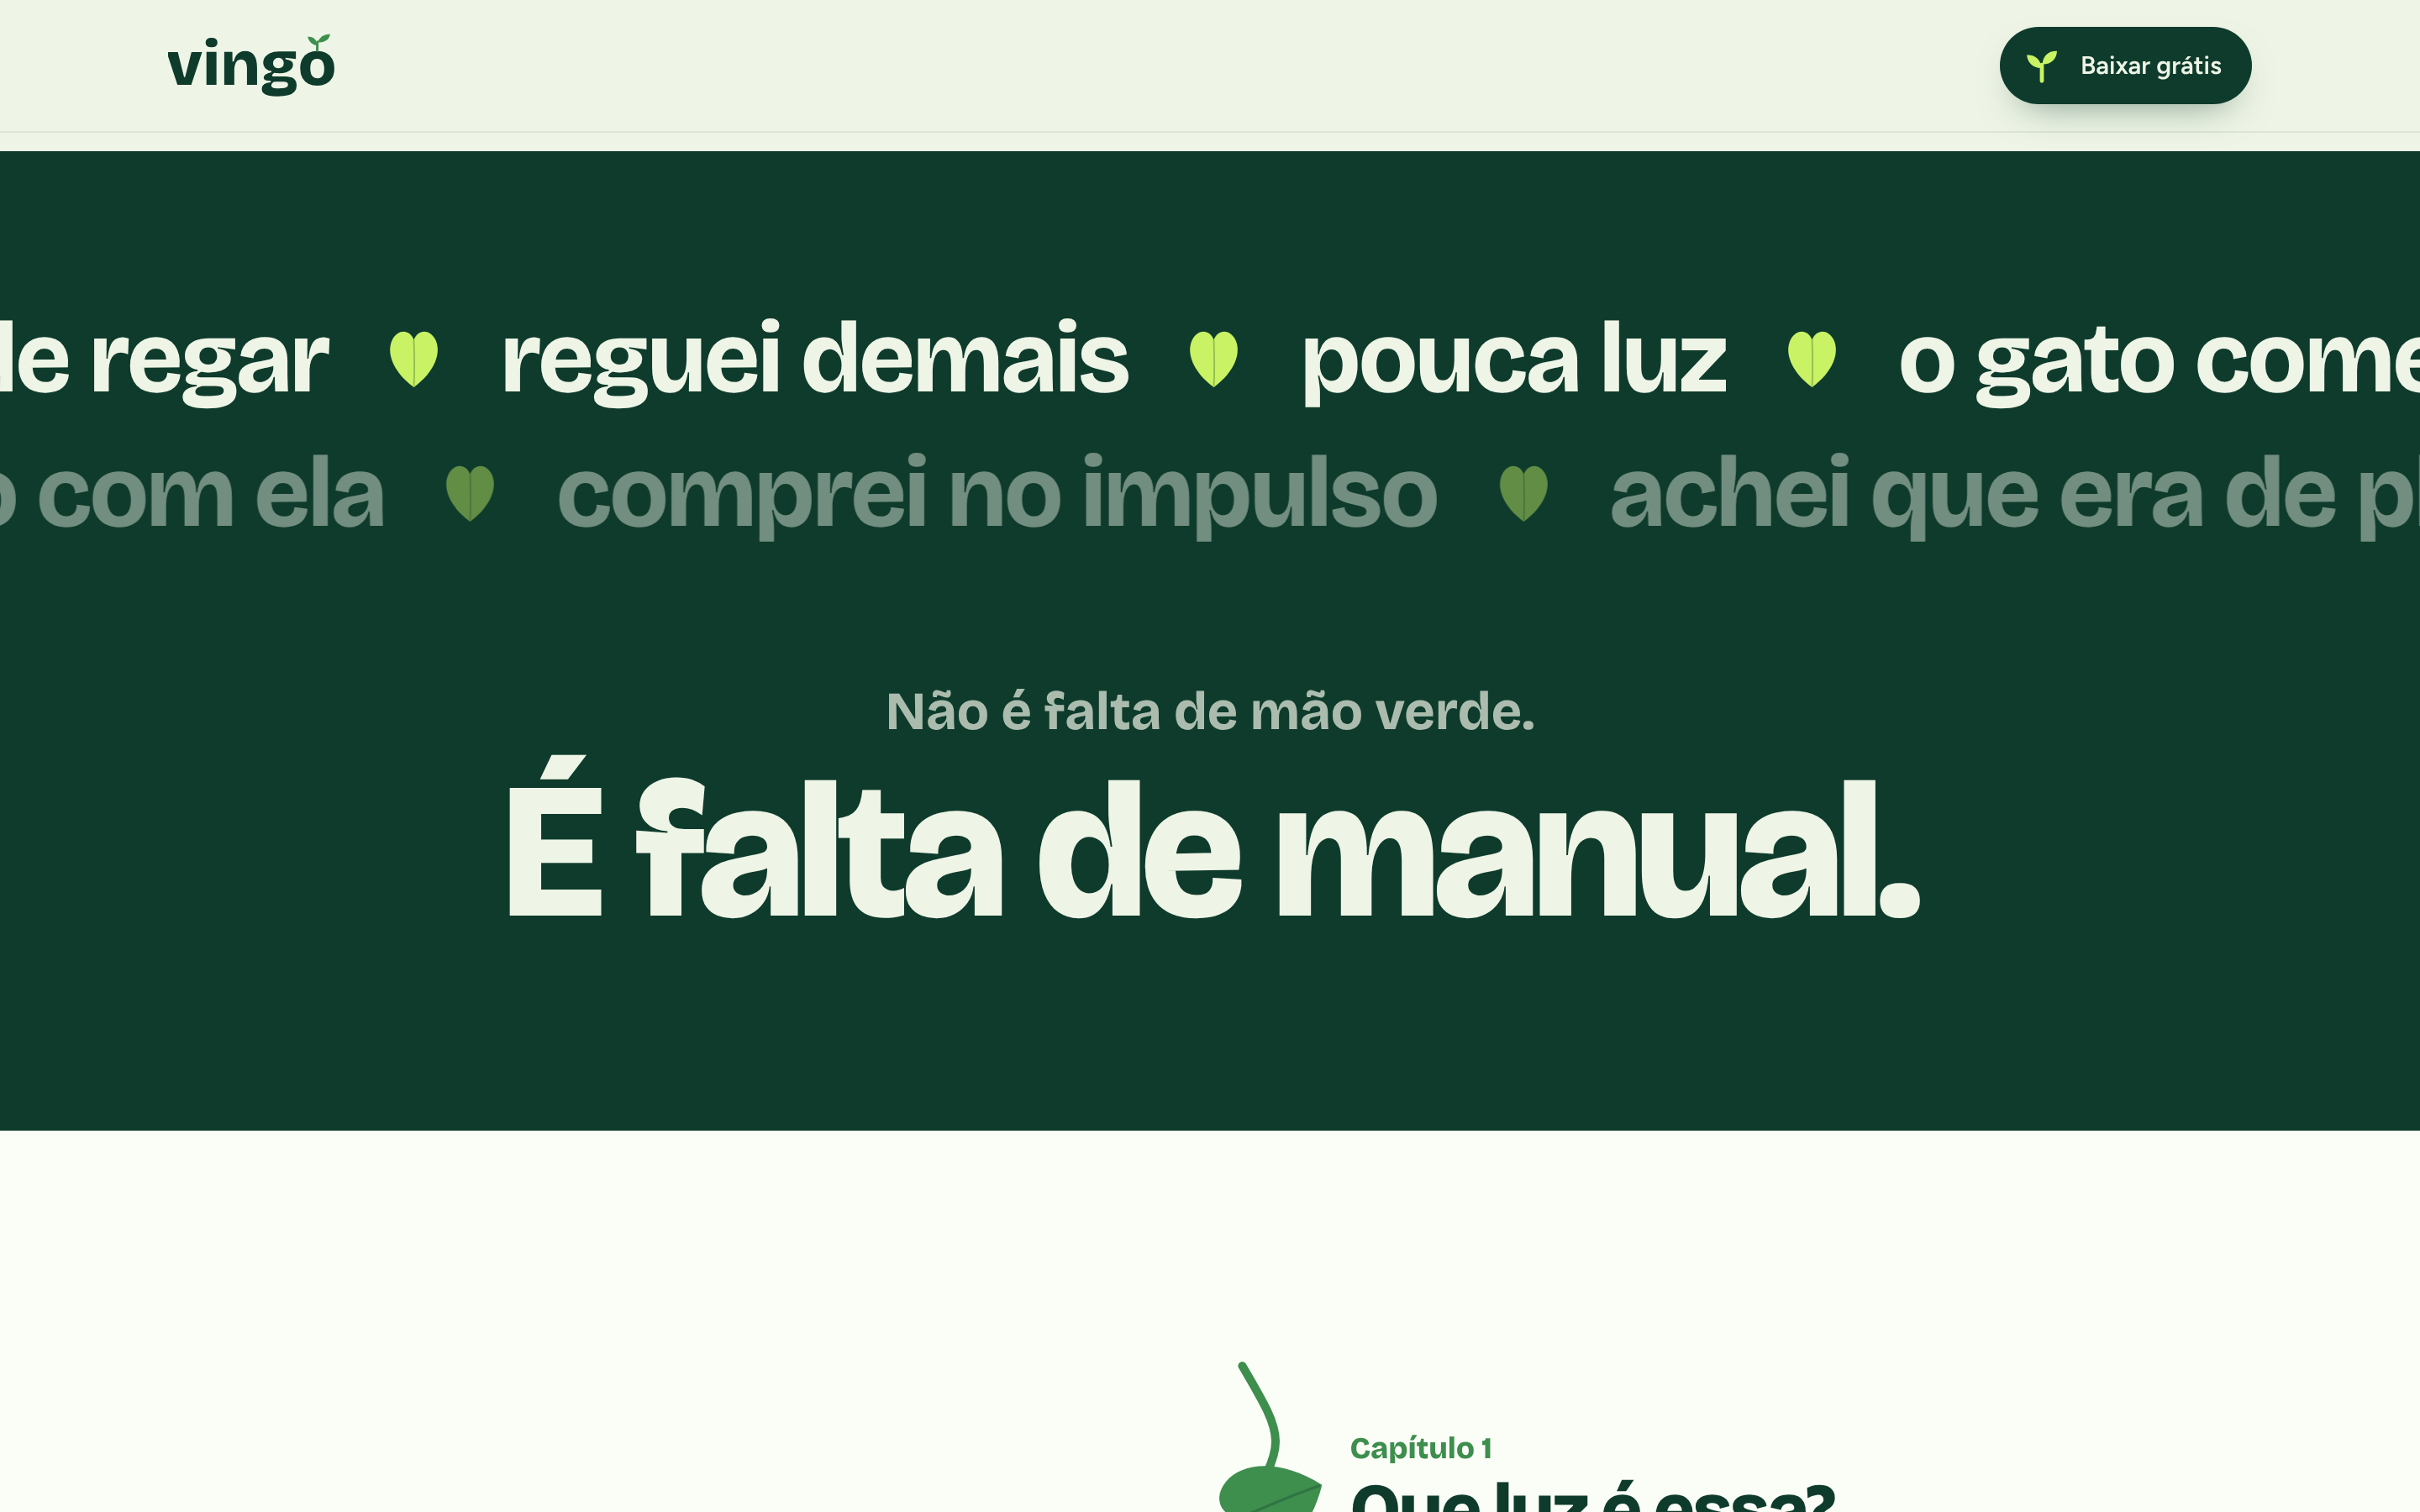 vingo
Baixar grátis
de regar reguei demais pouca luz o gato come
com ela comprei no impulso achei que era de
Não é falta de mão verde.
É falta de manual.
Capítulo 1
Que luz é essa?